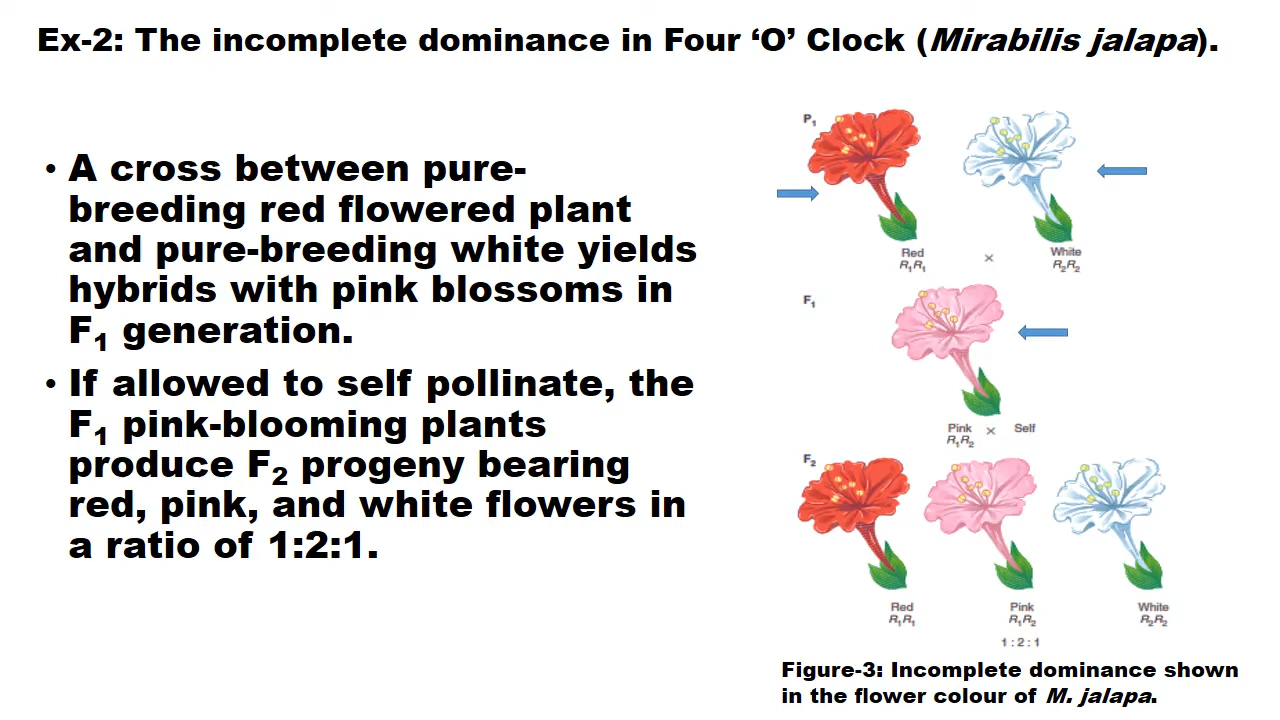 Ex-2: The incomplete dominance in Four ‘O’ Clock (Mirabilis jalapa).
• A cross between pure-
breeding red flowered plant
and pure-breeding white yields
hybrids with pink blossoms in
F₁ generation.
• If allowed to self pollinate, the
F₁ pink-blooming plants
produce F₂ progeny bearing
red, pink, and white flowers in
a ratio of 1:2:1.
P₁
Red × White
R₁R₁ R₂R₂
F₁
Pink × Self
R₁R₂
F₂
Red Pink White
R₁R₁ R₁R₂ R₂R₂
1 : 2 : 1
Figure-3: Incomplete dominance shown
in the flower colour of M. jalapa.